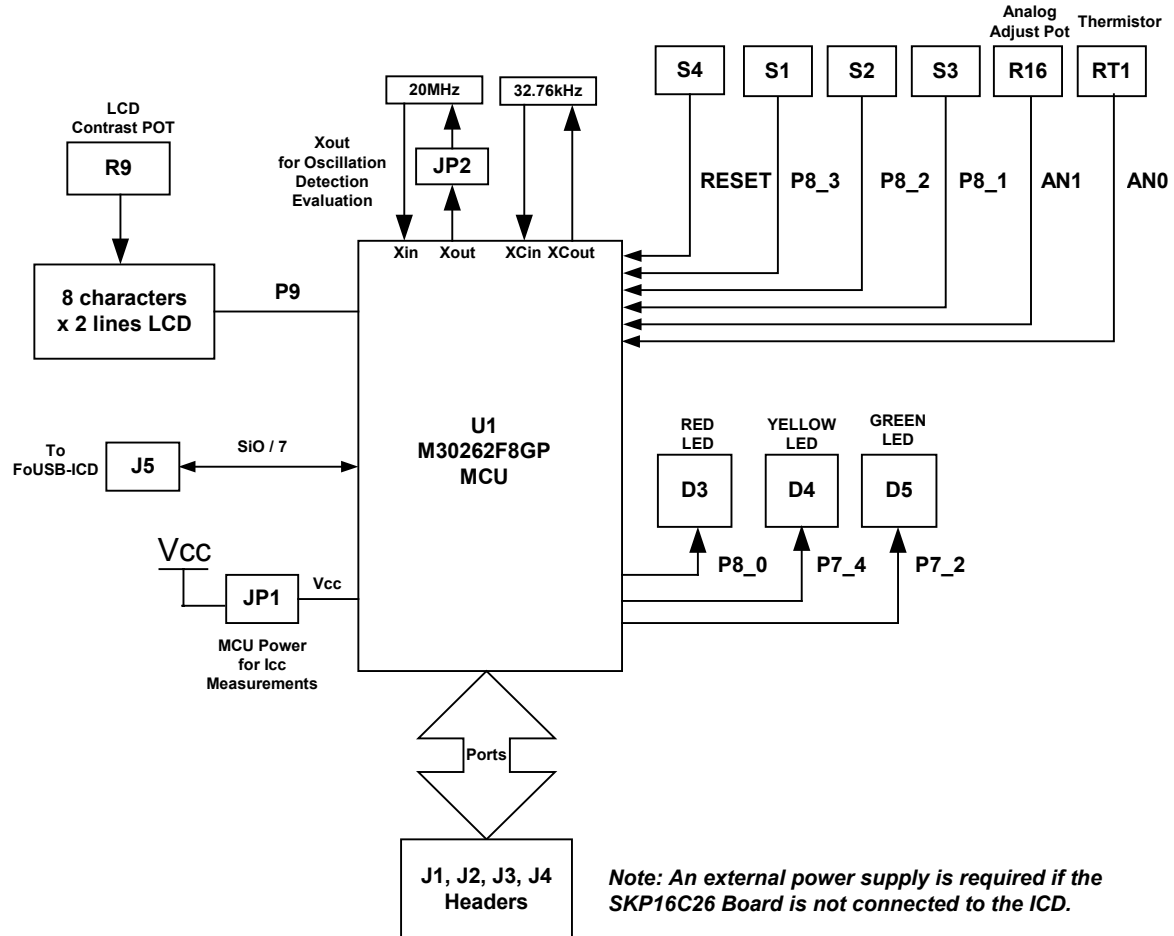 Analog
Adjust Pot
Thermistor
S4
S1
S2
S3
R16
RT1
20MHz
32.76kHz
LCD
Contrast POT
R9
Xout
for Oscillation
Detection
Evaluation
JP2
RESET
P8_3
P8_2
P8_1
AN1
AN0
Xin
Xout
XCin
XCout
8 characters
x 2 lines LCD
P9
U1
M30262F8GP
MCU
To
FoUSB-ICD
J5
SiO / 7
RED
LED
YELLOW
LED
GREEN
LED
D3
D4
D5
P8_0
P7_4
P7_2
Vcc
JP1
Vcc
MCU Power
for Icc
Measurements
Ports
J1, J2, J3, J4
Headers
Note: An external power supply is required if the
SKP16C26 Board is not connected to the ICD.